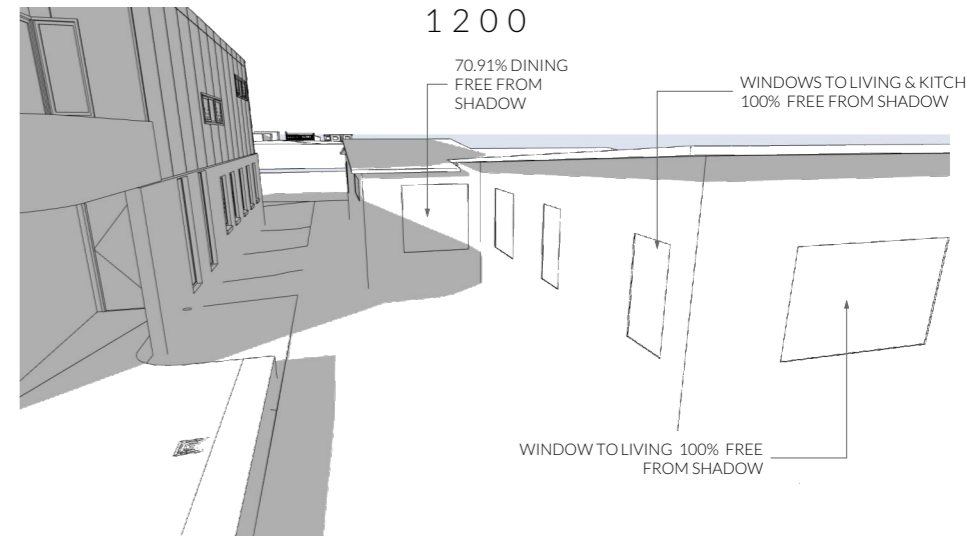 1200
70.91% DINING
FREE FROM
SHADOW
WINDOWS TO LIVING & KITCH
100% FREE FROM SHADOW
WINDOW TO LIVING 100% FREE
FROM SHADOW